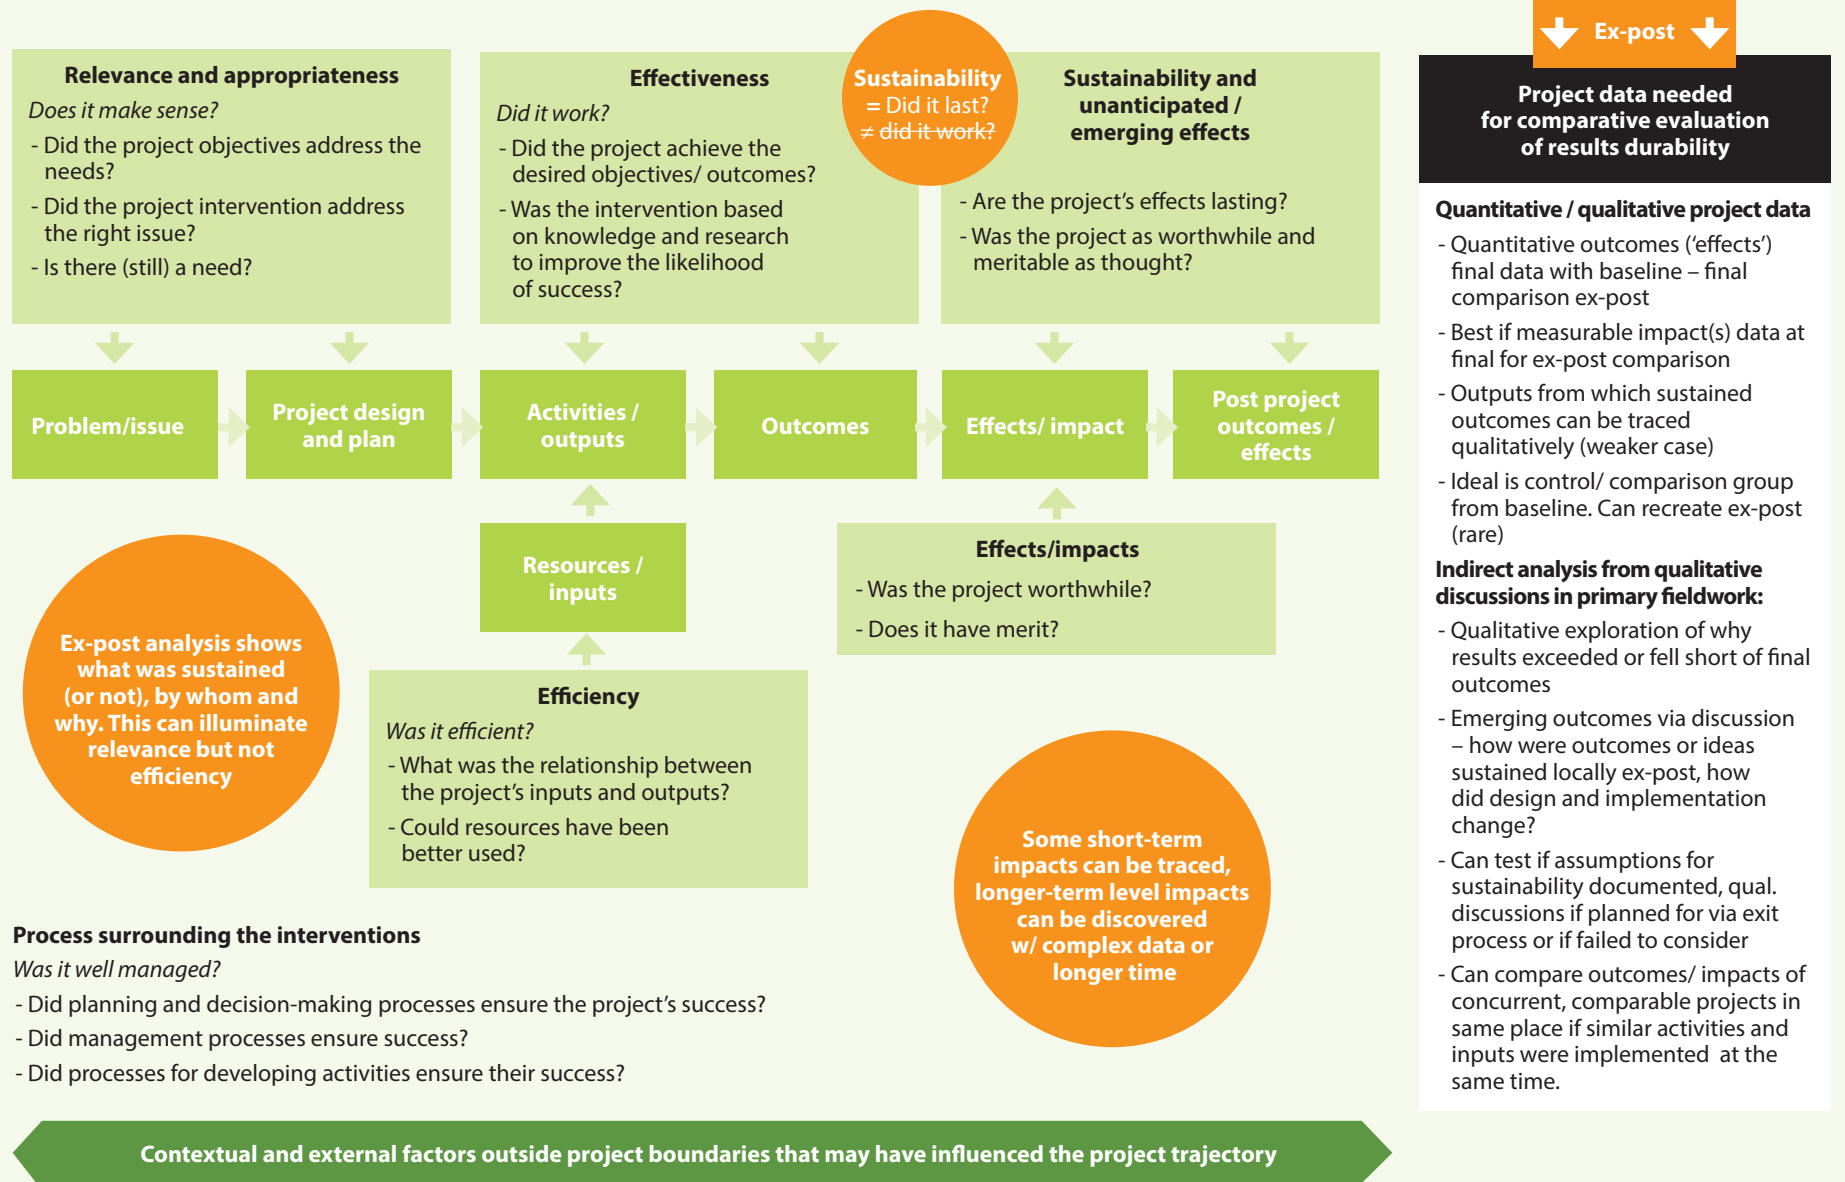 Relevance and appropriateness
Does it make sense?
- Did the project objectives address the
needs?
- Did the project intervention address
the right issue?
- Is there (still) a need?
Effectiveness
Did it work?
- Did the project achieve the
desired objectives/ outcomes?
- Was the intervention based
on knowledge and research
to improve the likelihood
of success?
Sustainability
= Did it last?
≠ did it work?
Sustainability and
unanticipated /
emerging effects
- Are the project’s effects lasting?
- Was the project as worthwhile and
meritable as thought?
Problem/issue
Project design
and plan
Activities /
outputs
Outcomes
Effects/ impact
Post project
outcomes /
effects
Resources /
inputs
Effects/impacts
- Was the project worthwhile?
- Does it have merit?
Ex-post analysis shows
what was sustained
(or not), by whom and
why. This can illuminate
relevance but not
efficiency
Efficiency
Was it efficient?
- What was the relationship between
the project’s inputs and outputs?
- Could resources have been
better used?
Some short-term
impacts can be traced,
longer-term level impacts
can be discovered
w/ complex data or
longer time
Process surrounding the interventions
Was it well managed?
- Did planning and decision-making processes ensure the project’s success?
- Did management processes ensure success?
- Did processes for developing activities ensure their success?
Contextual and external factors outside project boundaries that may have influenced the project trajectory
Ex-post
Project data needed
for comparative evaluation
of results durability
Quantitative / qualitative project data
- Quantitative outcomes (‘effects’)
final data with baseline – final
comparison ex-post
- Best if measurable impact(s) data at
final for ex-post comparison
- Outputs from which sustained
outcomes can be traced
qualitatively (weaker case)
- Ideal is control/ comparison group
from baseline. Can recreate ex-post
(rare)
Indirect analysis from qualitative
discussions in primary fieldwork:
- Qualitative exploration of why
results exceeded or fell short of final
outcomes
- Emerging outcomes via discussion
– how were outcomes or ideas
sustained locally ex-post, how
did design and implementation
change?
- Can test if assumptions for
sustainability documented, qual.
discussions if planned for via exit
process or if failed to consider
- Can compare outcomes/ impacts of
concurrent, comparable projects in
same place if similar activities and
inputs were implemented at the
same time.